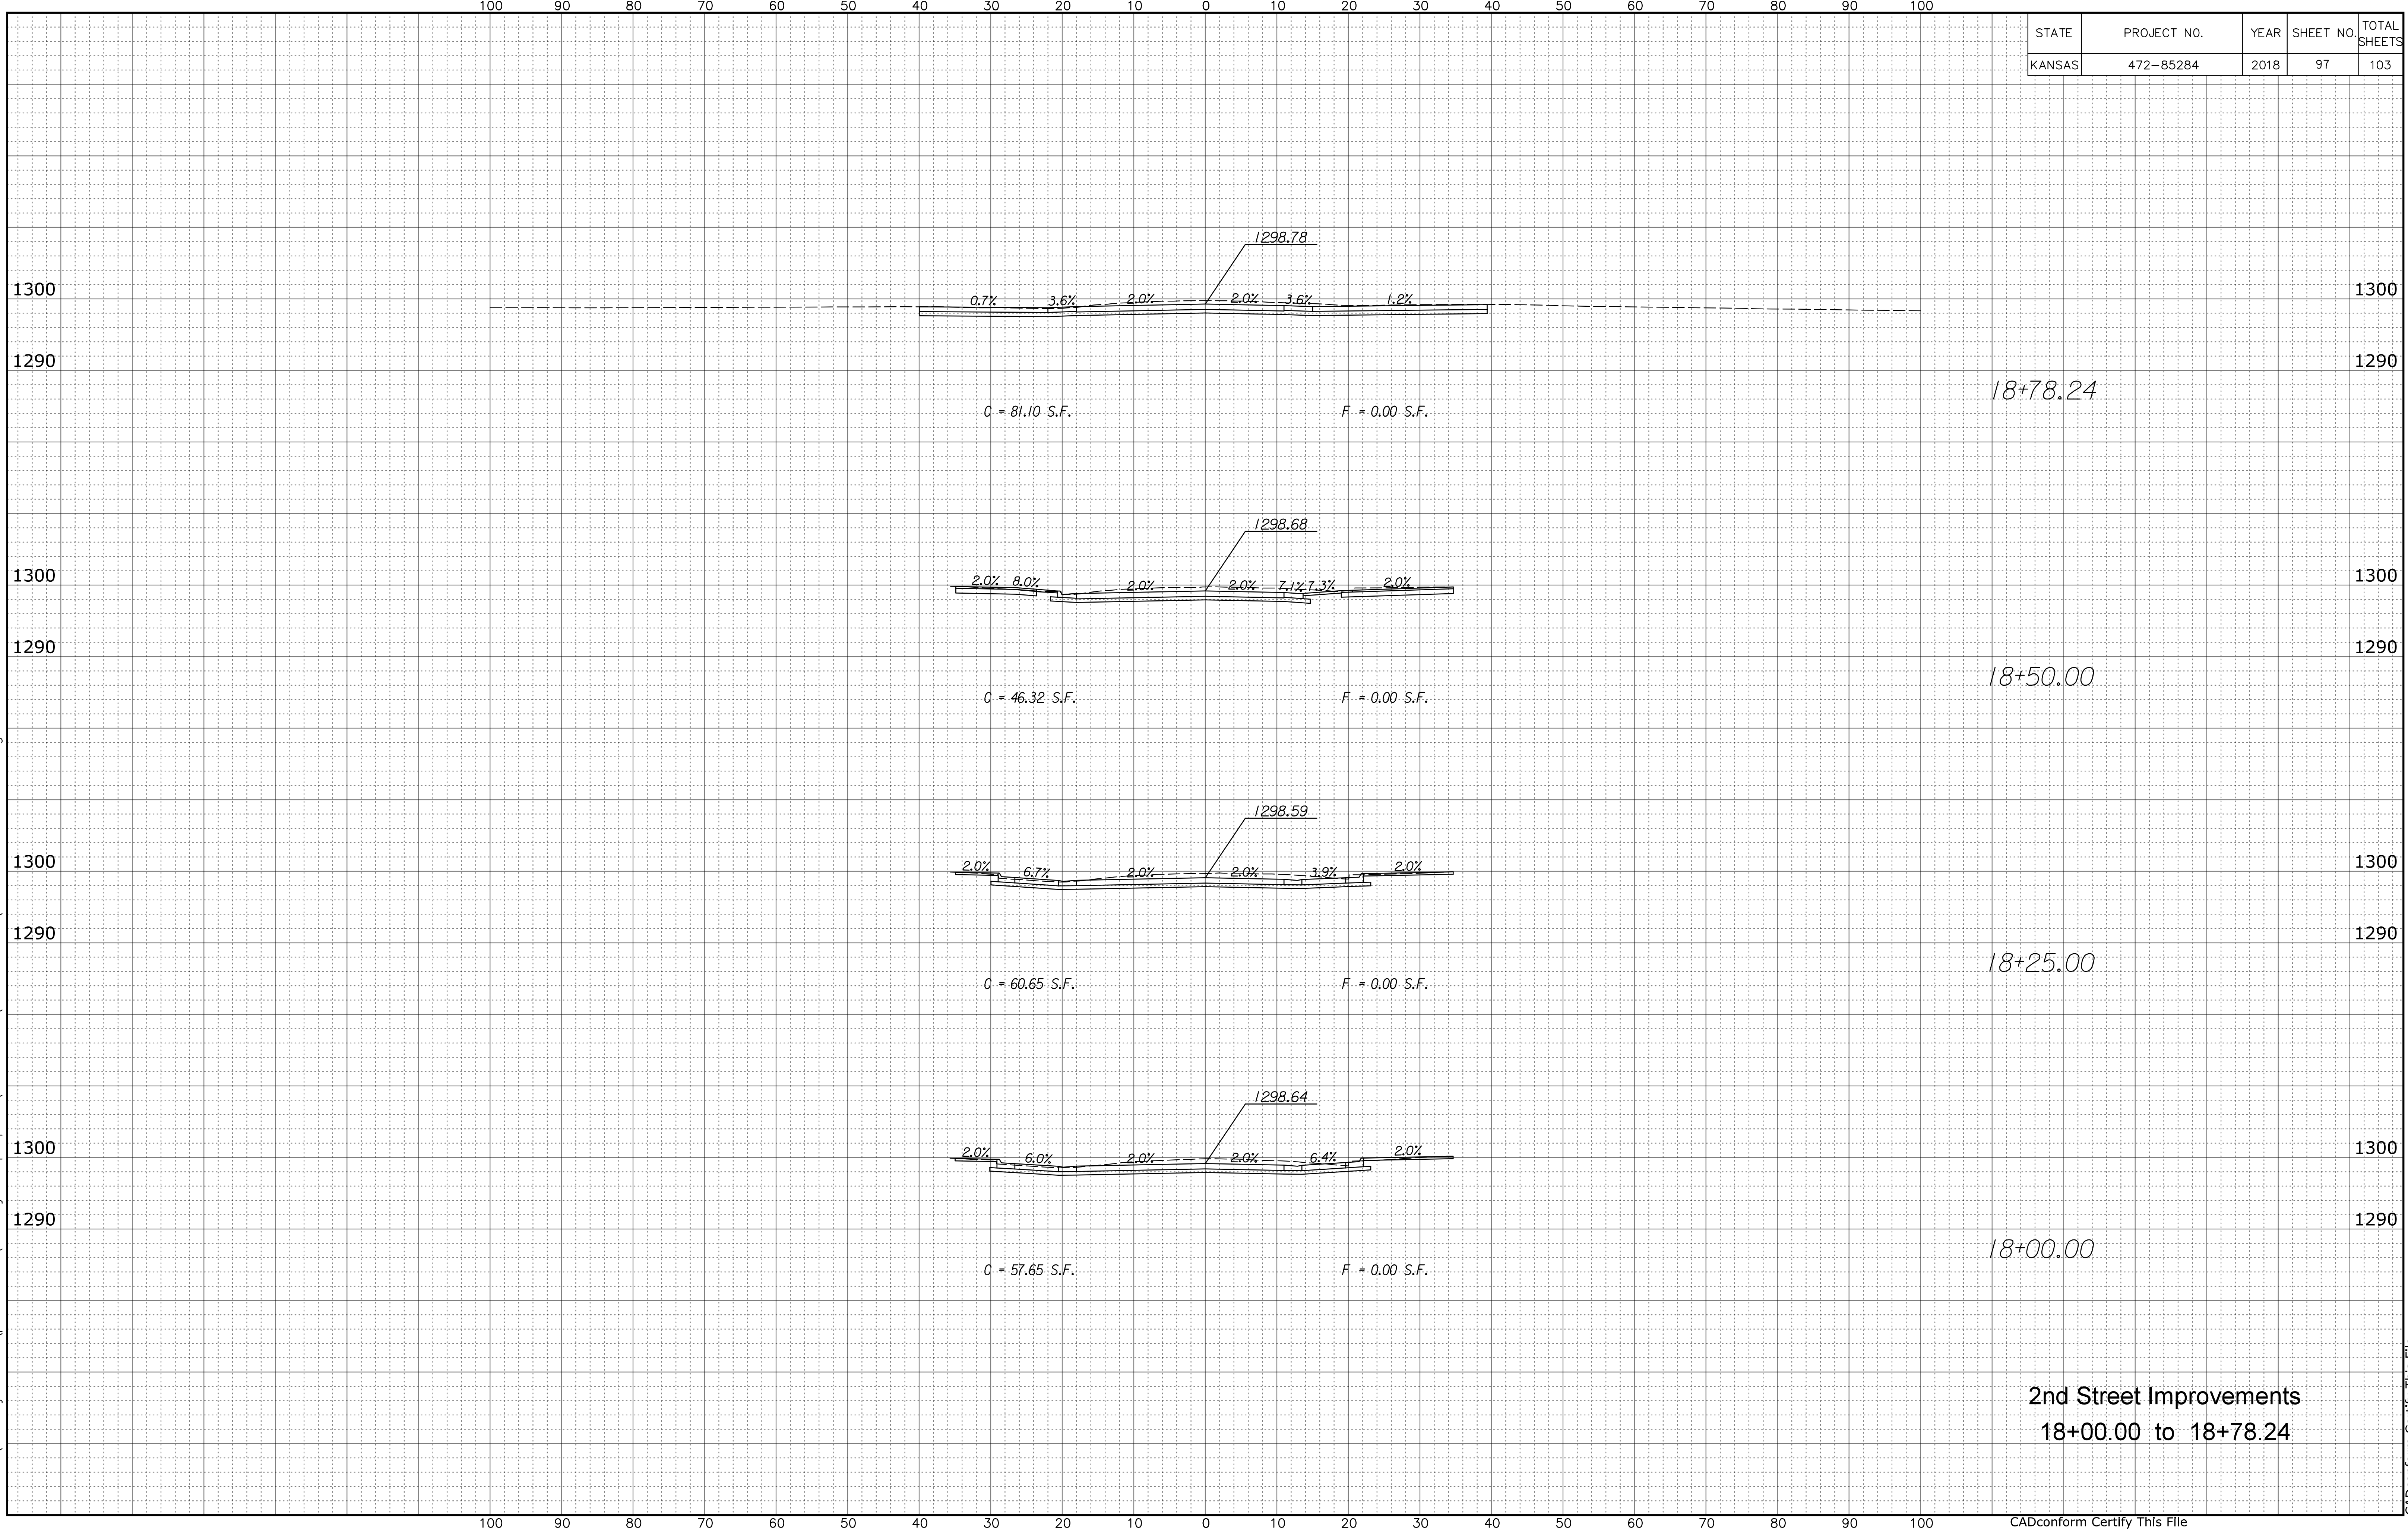 100 90 80 70 60 50 40 30 20 10 0 10 20 30 40 50 60 70 80 90 100
STATE PROJECT NO. YEAR SHEET NO. TOTAL SHEETS
KANSAS 472-85284 2018 97 103
1298.78
1300 0.7% 3.6% 2.0% 2.0% 3.6% 1.2% 1300
1290 1290
18+78.24
C = 81.10 S.F. F = 0.00 S.F.
1298.68
1300 2.0% 8.0% 2.0% 2.0% 7.1% 7.3% 2.0% 1300
1290 1290
18+50.00
C = 46.32 S.F. F = 0.00 S.F.
1298.59
1300 2.0% 6.7% 2.0% 2.0% 3.9% 2.0% 1300
1290 1290
18+25.00
C = 60.65 S.F. F = 0.00 S.F.
1298.64
1300 2.0% 6.0% 2.0% 2.0% 6.4% 2.0% 1300
1290 1290
18+00.00
C = 57.65 S.F. F = 0.00 S.F.
2nd Street Improvements
18+00.00 to 18+78.24
100 90 80 70 60 50 40 30 20 10 0 10 20 30 40 50 60 70 80 90 100
CADconform Certify This File